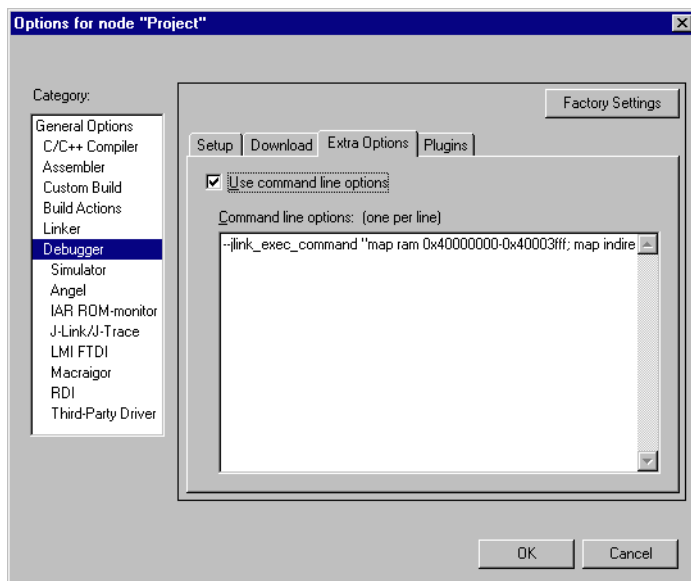 Options for node "Project"
Category:
Factory Settings
General Options
C/C++ Compiler
Assembler
Custom Build
Build Actions
Linker
Debugger
Simulator
Angel
IAR ROM-monitor
J-Link/J-Trace
LMI FTDI
Macraigor
RDI
Third-Party Driver
Setup
Download
Extra Options
Plugins
Use command line options
Command line options: (one per line)
--jlink_exec_command "map ram 0x40000000-0x40003fff; map indire
OK
Cancel